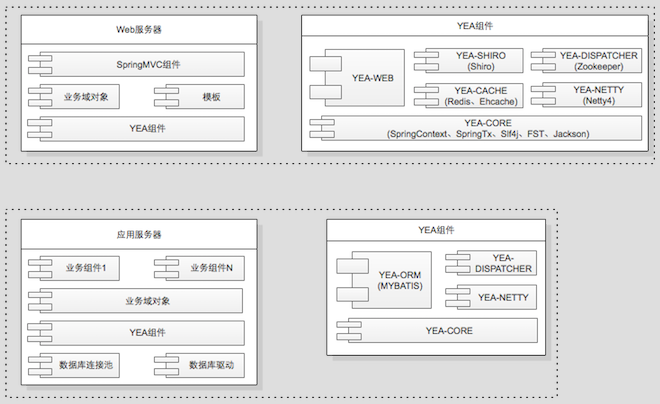 Web服务器
SpringMVC组件
业务域对象
模板
YEA组件
YEA组件
YEA-WEB
YEA-SHIRO
(Shiro)
YEA-DISPATCHER
(Zookeeper)
YEA-CACHE
(Redis、Ehcache)
YEA-NETTY
(Netty4)
YEA-CORE
(SpringContext、SpringTx、Slf4j、FST、Jackson)
应用服务器
业务组件1
业务组件N
业务域对象
YEA组件
数据库连接池
数据库驱动
YEA组件
YEA-ORM
(MYBATIS)
YEA-
DISPATCHER
YEA-NETTY
YEA-CORE